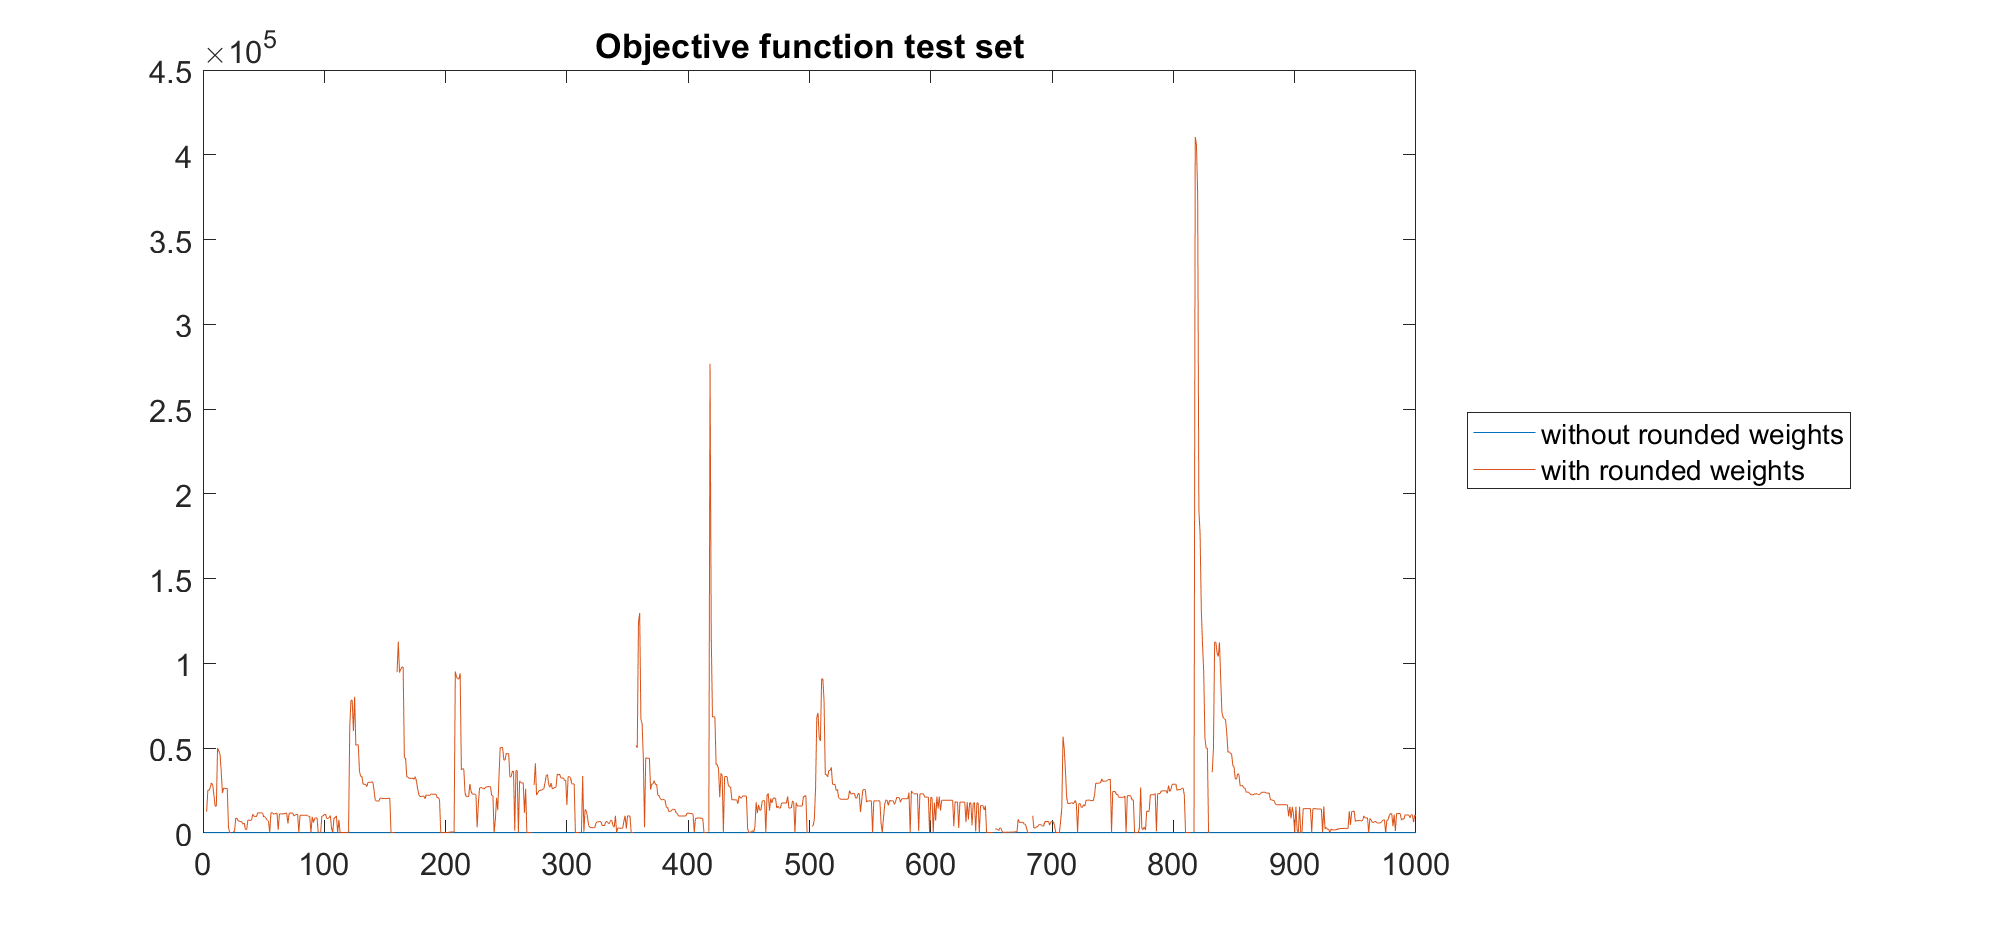 Objective function test set
×10^5
4.5
4
3.5
3
2.5
2
1.5
1
0.5
0
0 100 200 300 400 500 600 700 800 900 1000
without rounded weights
with rounded weights